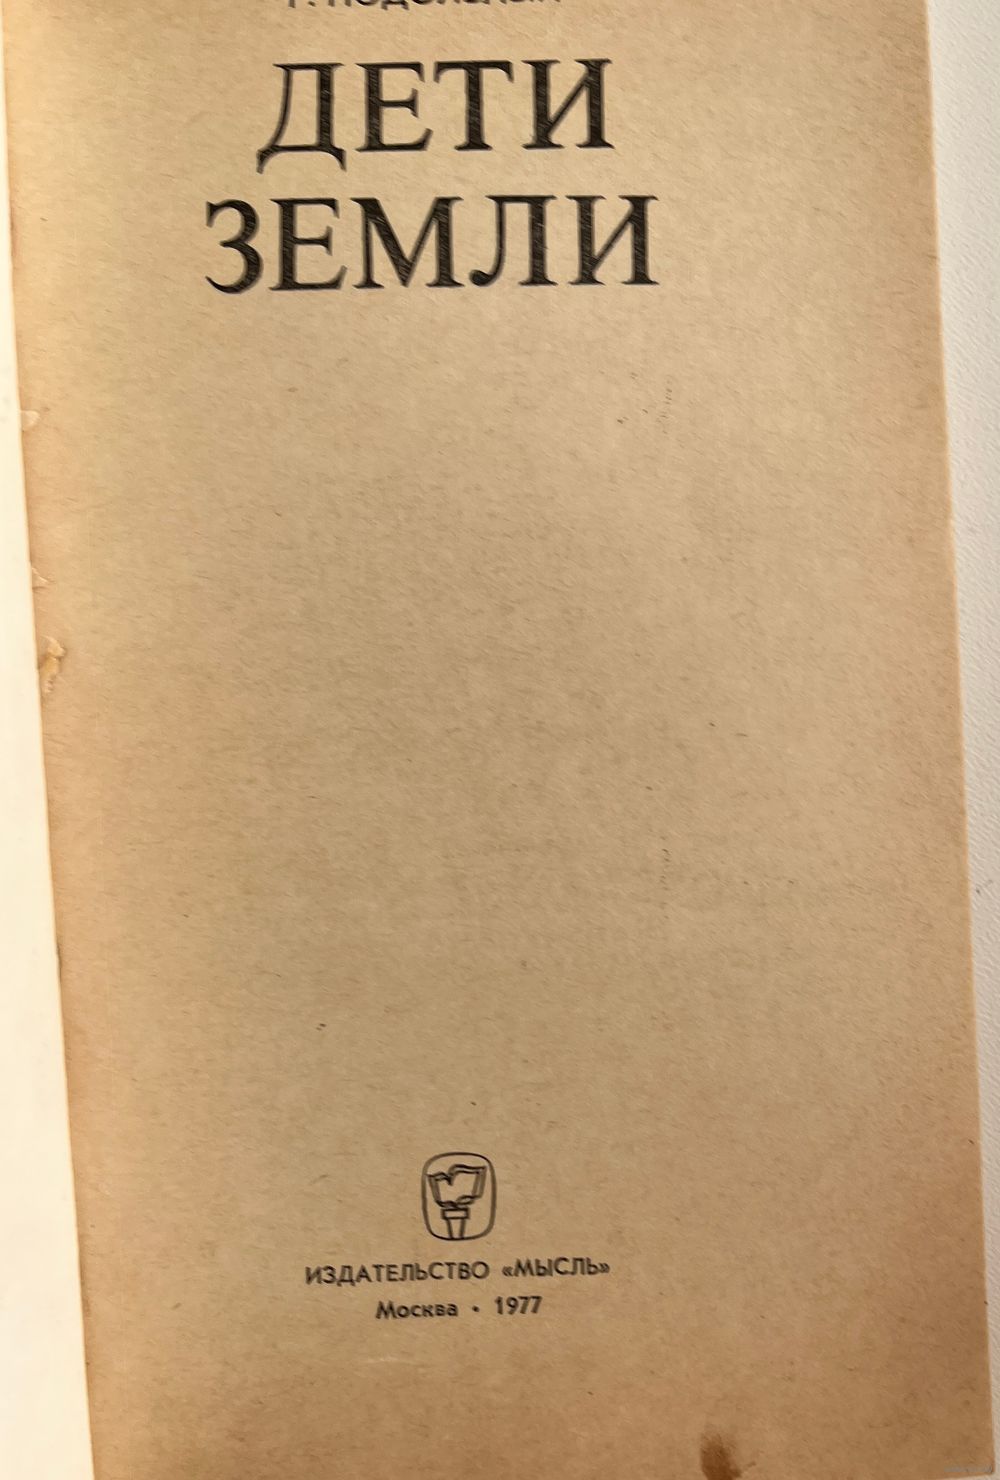 ДЕТИ
ЗЕМЛИ
ИЗДАТЕЛЬСТВО «МЫСЛЬ»
Москва • 1977